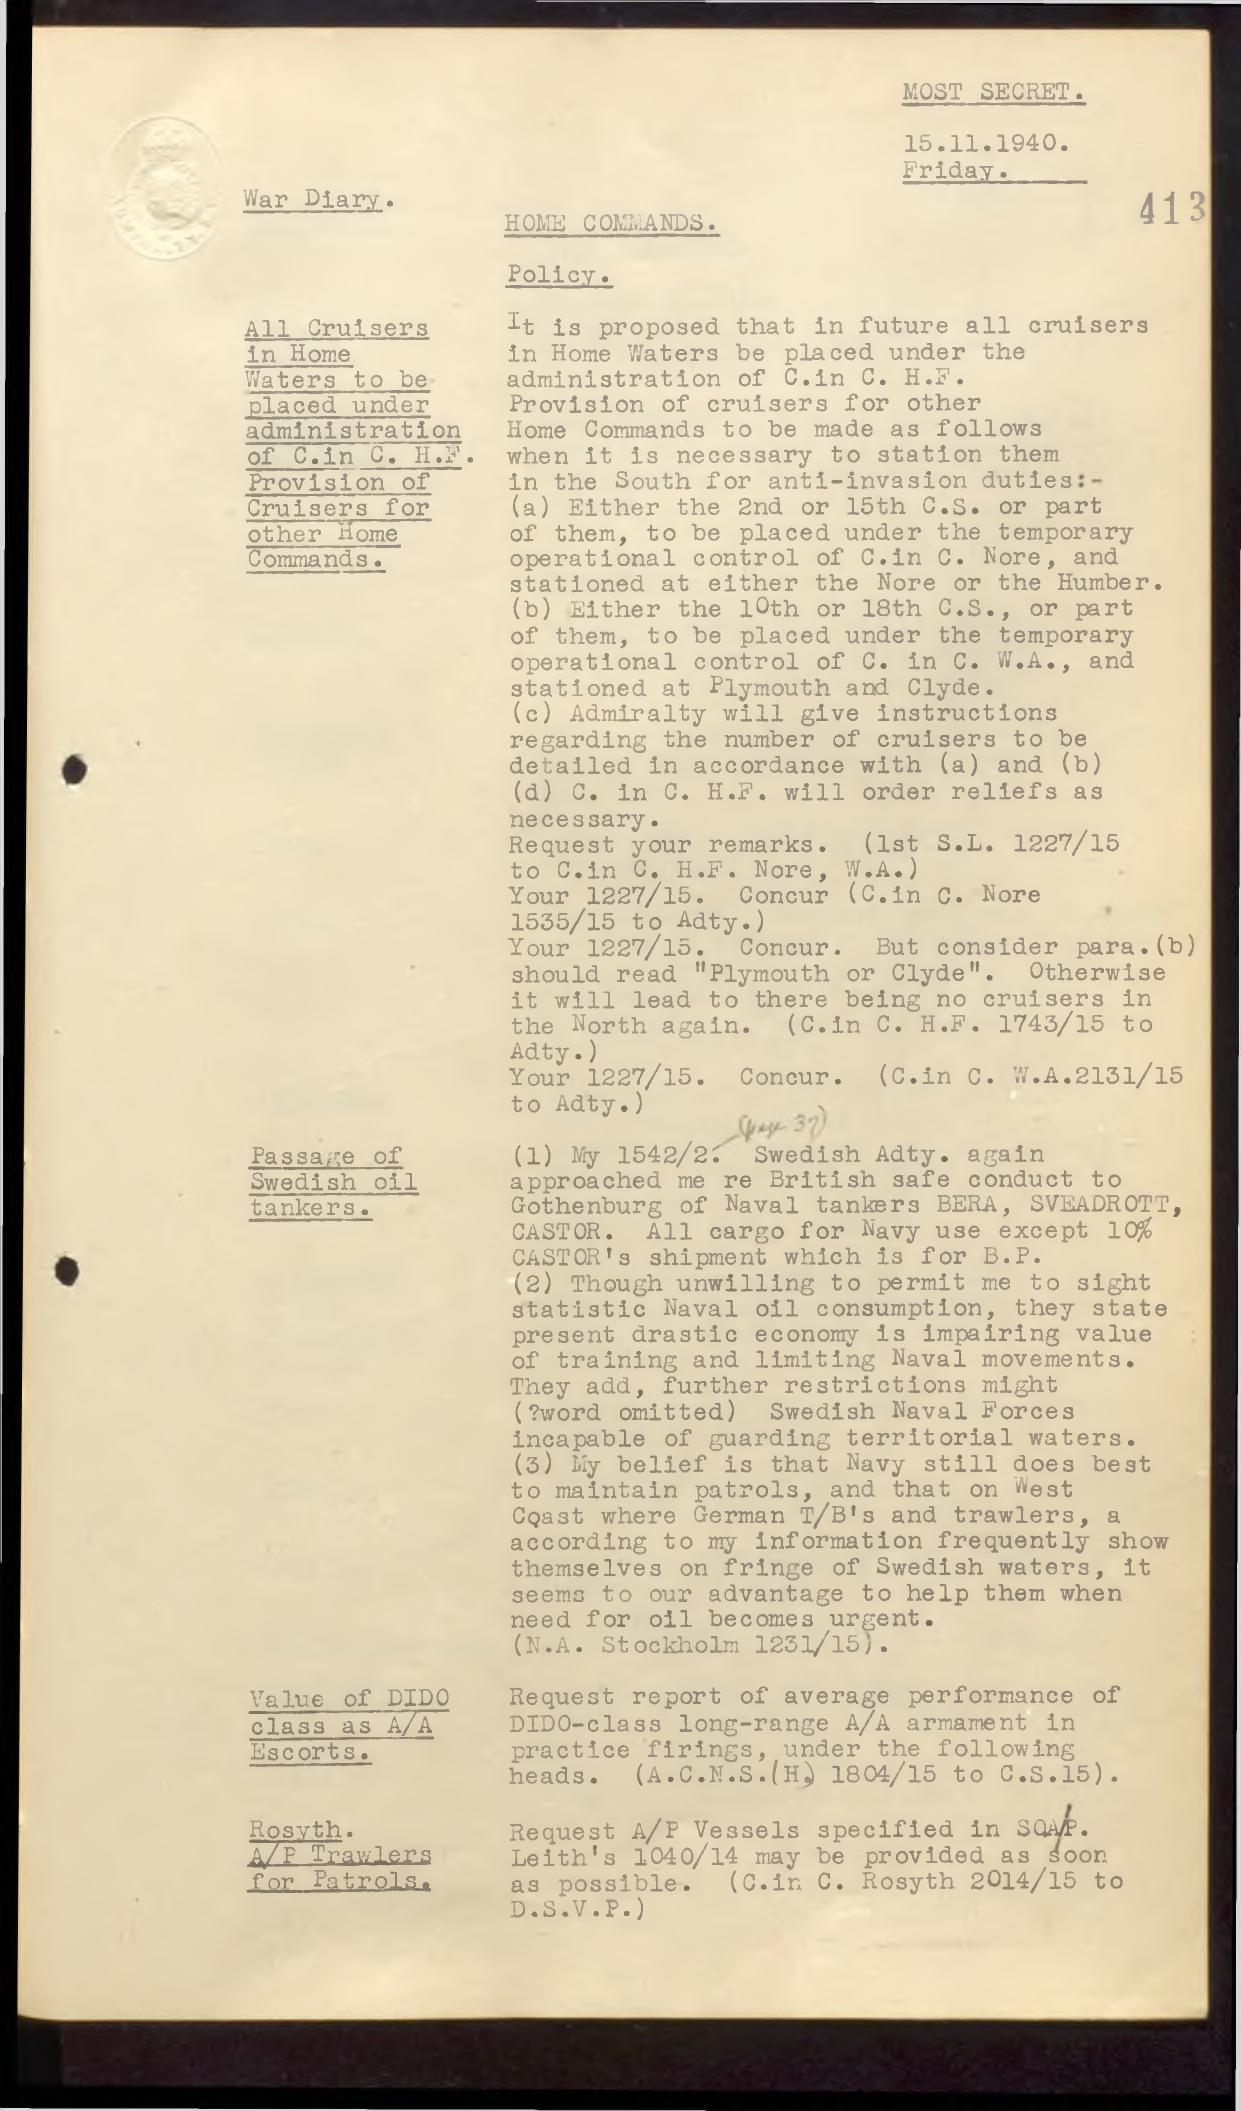 MOST SECRET.
15.11.1940.
Friday.
413
War Diary.
HOME COMMANDS.
Policy.
All Cruisers
in Home
Waters to be
placed under
administration
of C.in C. H.F.
Provision of
Cruisers for
other Home
Commands.
It is proposed that in future all cruisers
in Home Waters be placed under the
administration of C.in C. H.F.
Provision of cruisers for other
Home Commands to be made as follows
when it is necessary to station them
in the South for anti-invasion duties:-
(a) Either the 2nd or 15th C.S. or part
of them, to be placed under the temporary
operational control of C.in C. Nore, and
stationed at either the Nore or the Humber.
(b) Either the 10th or 18th C.S., or part
of them, to be placed under the temporary
operational control of C. in C. W.A., and
stationed at Plymouth and Clyde.
(c) Admiralty will give instructions
regarding the number of cruisers to be
detailed in accordance with (a) and (b)
(d) C. in C. H.F. will order reliefs as
necessary.
Request your remarks. (1st S.L. 1227/15
to C.in C. H.F. Nore, W.A.)
Your 1227/15. Concur (C.in C. Nore
1535/15 to Adty.)
Your 1227/15. Concur. But consider para.(b)
should read "Plymouth or Clyde". Otherwise
it will lead to there being no cruisers in
the North again. (C.in C. H.F. 1743/15 to
Adty.)
Your 1227/15. Concur. (C.in C. W.A.2131/15
to Adty.)
(page 37)
Passage of
Swedish oil
tankers.
(1) My 1542/2. Swedish Adty. again
approached me re British safe conduct to
Gothenburg of Naval tankers BERA, SVEADROTT,
CASTOR. All cargo for Navy use except 10%
CASTOR's shipment which is for B.P.
(2) Though unwilling to permit me to sight
statistic Naval oil consumption, they state
present drastic economy is impairing value
of training and limiting Naval movements.
They add, further restrictions might
(?word omitted) Swedish Naval Forces
incapable of guarding territorial waters.
(3) My belief is that Navy still does best
to maintain patrols, and that on West
Cqast where German T/B's and trawlers, a
according to my information frequently show
themselves on fringe of Swedish waters, it
seems to our advantage to help them when
need for oil becomes urgent.
(N.A. Stockholm 1231/15).
Value of DIDO
class as A/A
Escorts.
Request report of average performance of
DIDO-class long-range A/A armament in
practice firings, under the following
heads. (A.C.N.S.(H) 1804/15 to C.S.15).
Rosyth.
A/P Trawlers
for Patrols.
Request A/P Vessels specified in SOA/P.
Leith's 1040/14 may be provided as soon
as possible. (C.in C. Rosyth 2014/15 to
D.S.V.P.)